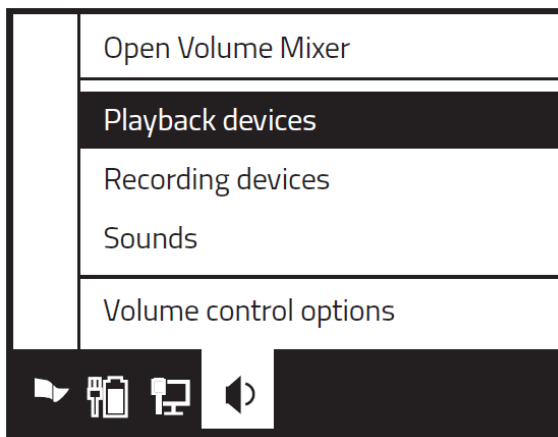 Open Volume Mixer
Playback devices
Recording devices
Sounds
Volume control options